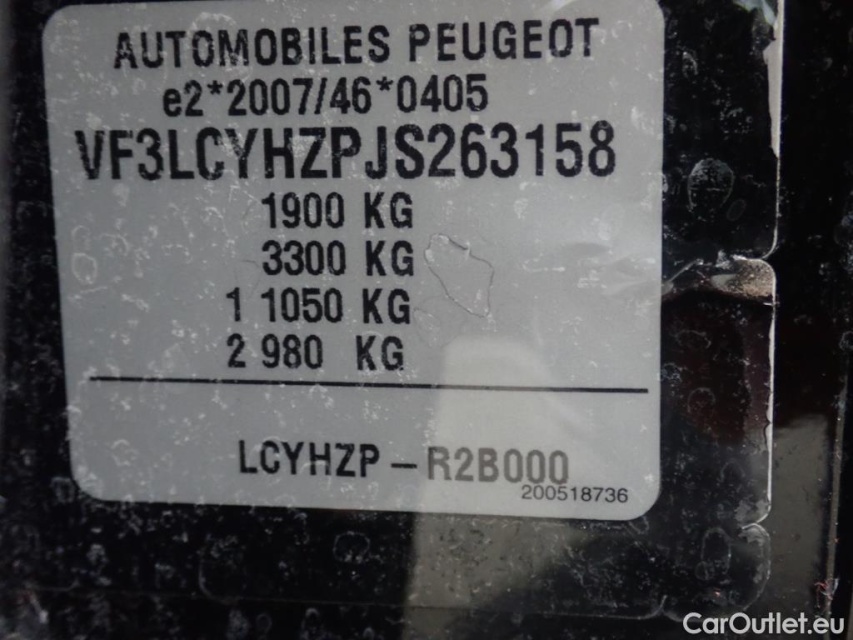 AUTOMOBILES PEUGEOT
e2*2007/46*0405
VF3LCYHZPJS263158
1900 KG
3300 KG
1 1050 KG
2 980 KG
LCYHZP – R2B000
200518736
CarOutlet.eu